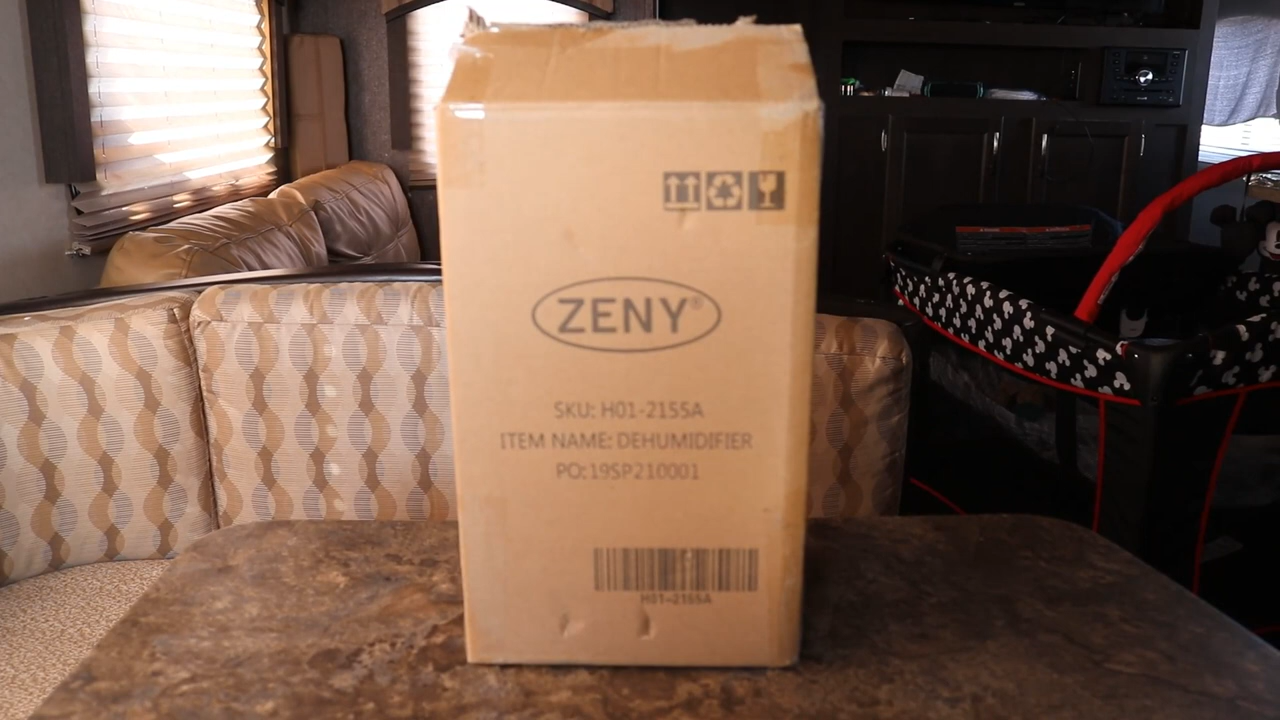 ZENY®
SKU: H01-2155A
ITEM NAME: DEHUMIDIFIER
PO:19SP210001
H01-2155A